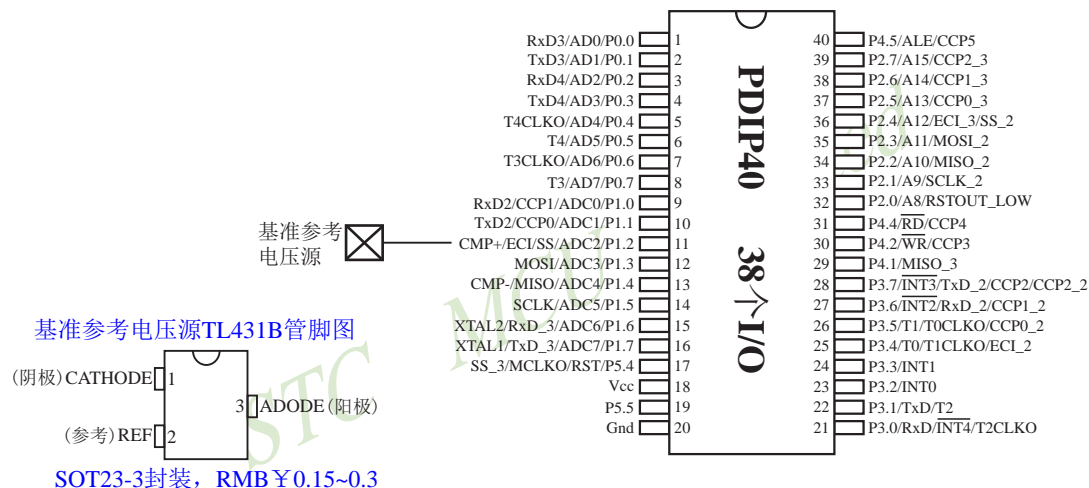 RxD3/AD0/P0.0 1
TxD3/AD1/P0.1 2
RxD4/AD2/P0.2 3
TxD4/AD3/P0.3 4
T4CLKO/AD4/P0.4 5
T4/AD5/P0.5 6
T3CLKO/AD6/P0.6 7
T3/AD7/P0.7 8
RxD2/CCP1/ADC0/P1.0 9
TxD2/CCP0/ADC1/P1.1 10
CMP+/ECI/SS/ADC2/P1.2 11
MOSI/ADC3/P1.3 12
CMP-/MISO/ADC4/P1.4 13
SCLK/ADC5/P1.5 14
XTAL2/RxD_3/ADC6/P1.6 15
XTAL1/TxD_3/ADC7/P1.7 16
SS_3/MCLKO/RST/P5.4 17
Vcc 18
P5.5 19
Gnd 20
PDIP40 38个I/O
40 P4.5/ALE/CCP5
39 P2.7/A15/CCP2_3
38 P2.6/A14/CCP1_3
37 P2.5/A13/CCP0_3
36 P2.4/A12/ECI_3/SS_2
35 P2.3/A11/MOSI_2
34 P2.2/A10/MISO_2
33 P2.1/A9/SCLK_2
32 P2.0/A8/RSTOUT_LOW
31 P4.4/RD/CCP4
30 P4.2/WR/CCP3
29 P4.1/MISO_3
28 P3.7/INT3/TxD_2/CCP2/CCP2_2
27 P3.6/INT2/RxD_2/CCP1_2
26 P3.5/T1/T0CLKO/CCP0_2
25 P3.4/T0/T1CLKO/ECI_2
24 P3.3/INT1
23 P3.2/INT0
22 P3.1/TxD/T2
21 P3.0/RxD/INT4/T2CLKO
基准参考
电压源
基准参考电压源TL431B管脚图
(阴极)CATHODE 1
3 ADODE(阳极)
(参考)REF 2
SOT23-3封装，RMB￥0.15~0.3
STC MCU